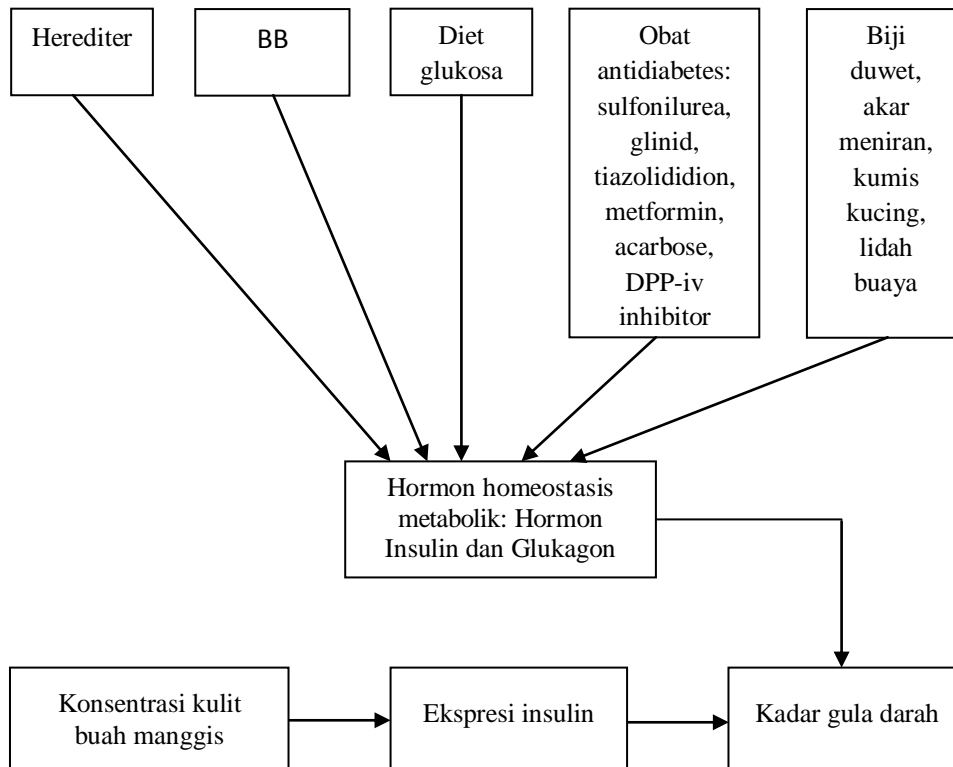 Herediter
BB
Diet
glukosa
Obat
antidiabetes:
sulfonilurea,
glinid,
tiazolididion,
metformin,
acarbose,
DPP-iv
inhibitor
Biji
duwet,
akar
meniran,
kumis
kucing,
lidah
buaya
Hormon homeostasis
metabolik: Hormon
Insulin dan Glukagon
Konsentrasi kulit
buah manggis
Ekspresi insulin
Kadar gula darah